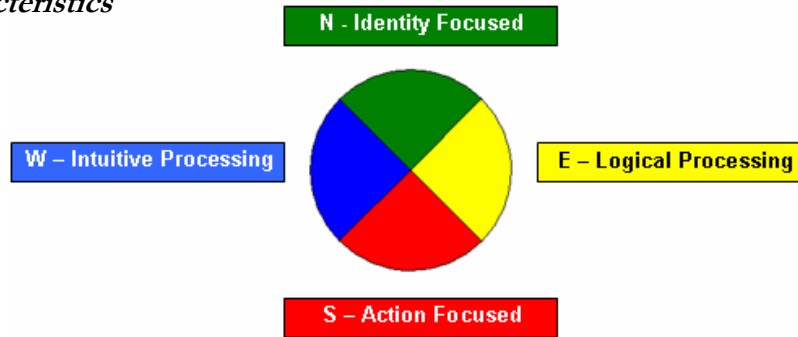 N - Identity Focused
W – Intuitive Processing
E – Logical Processing
S – Action Focused